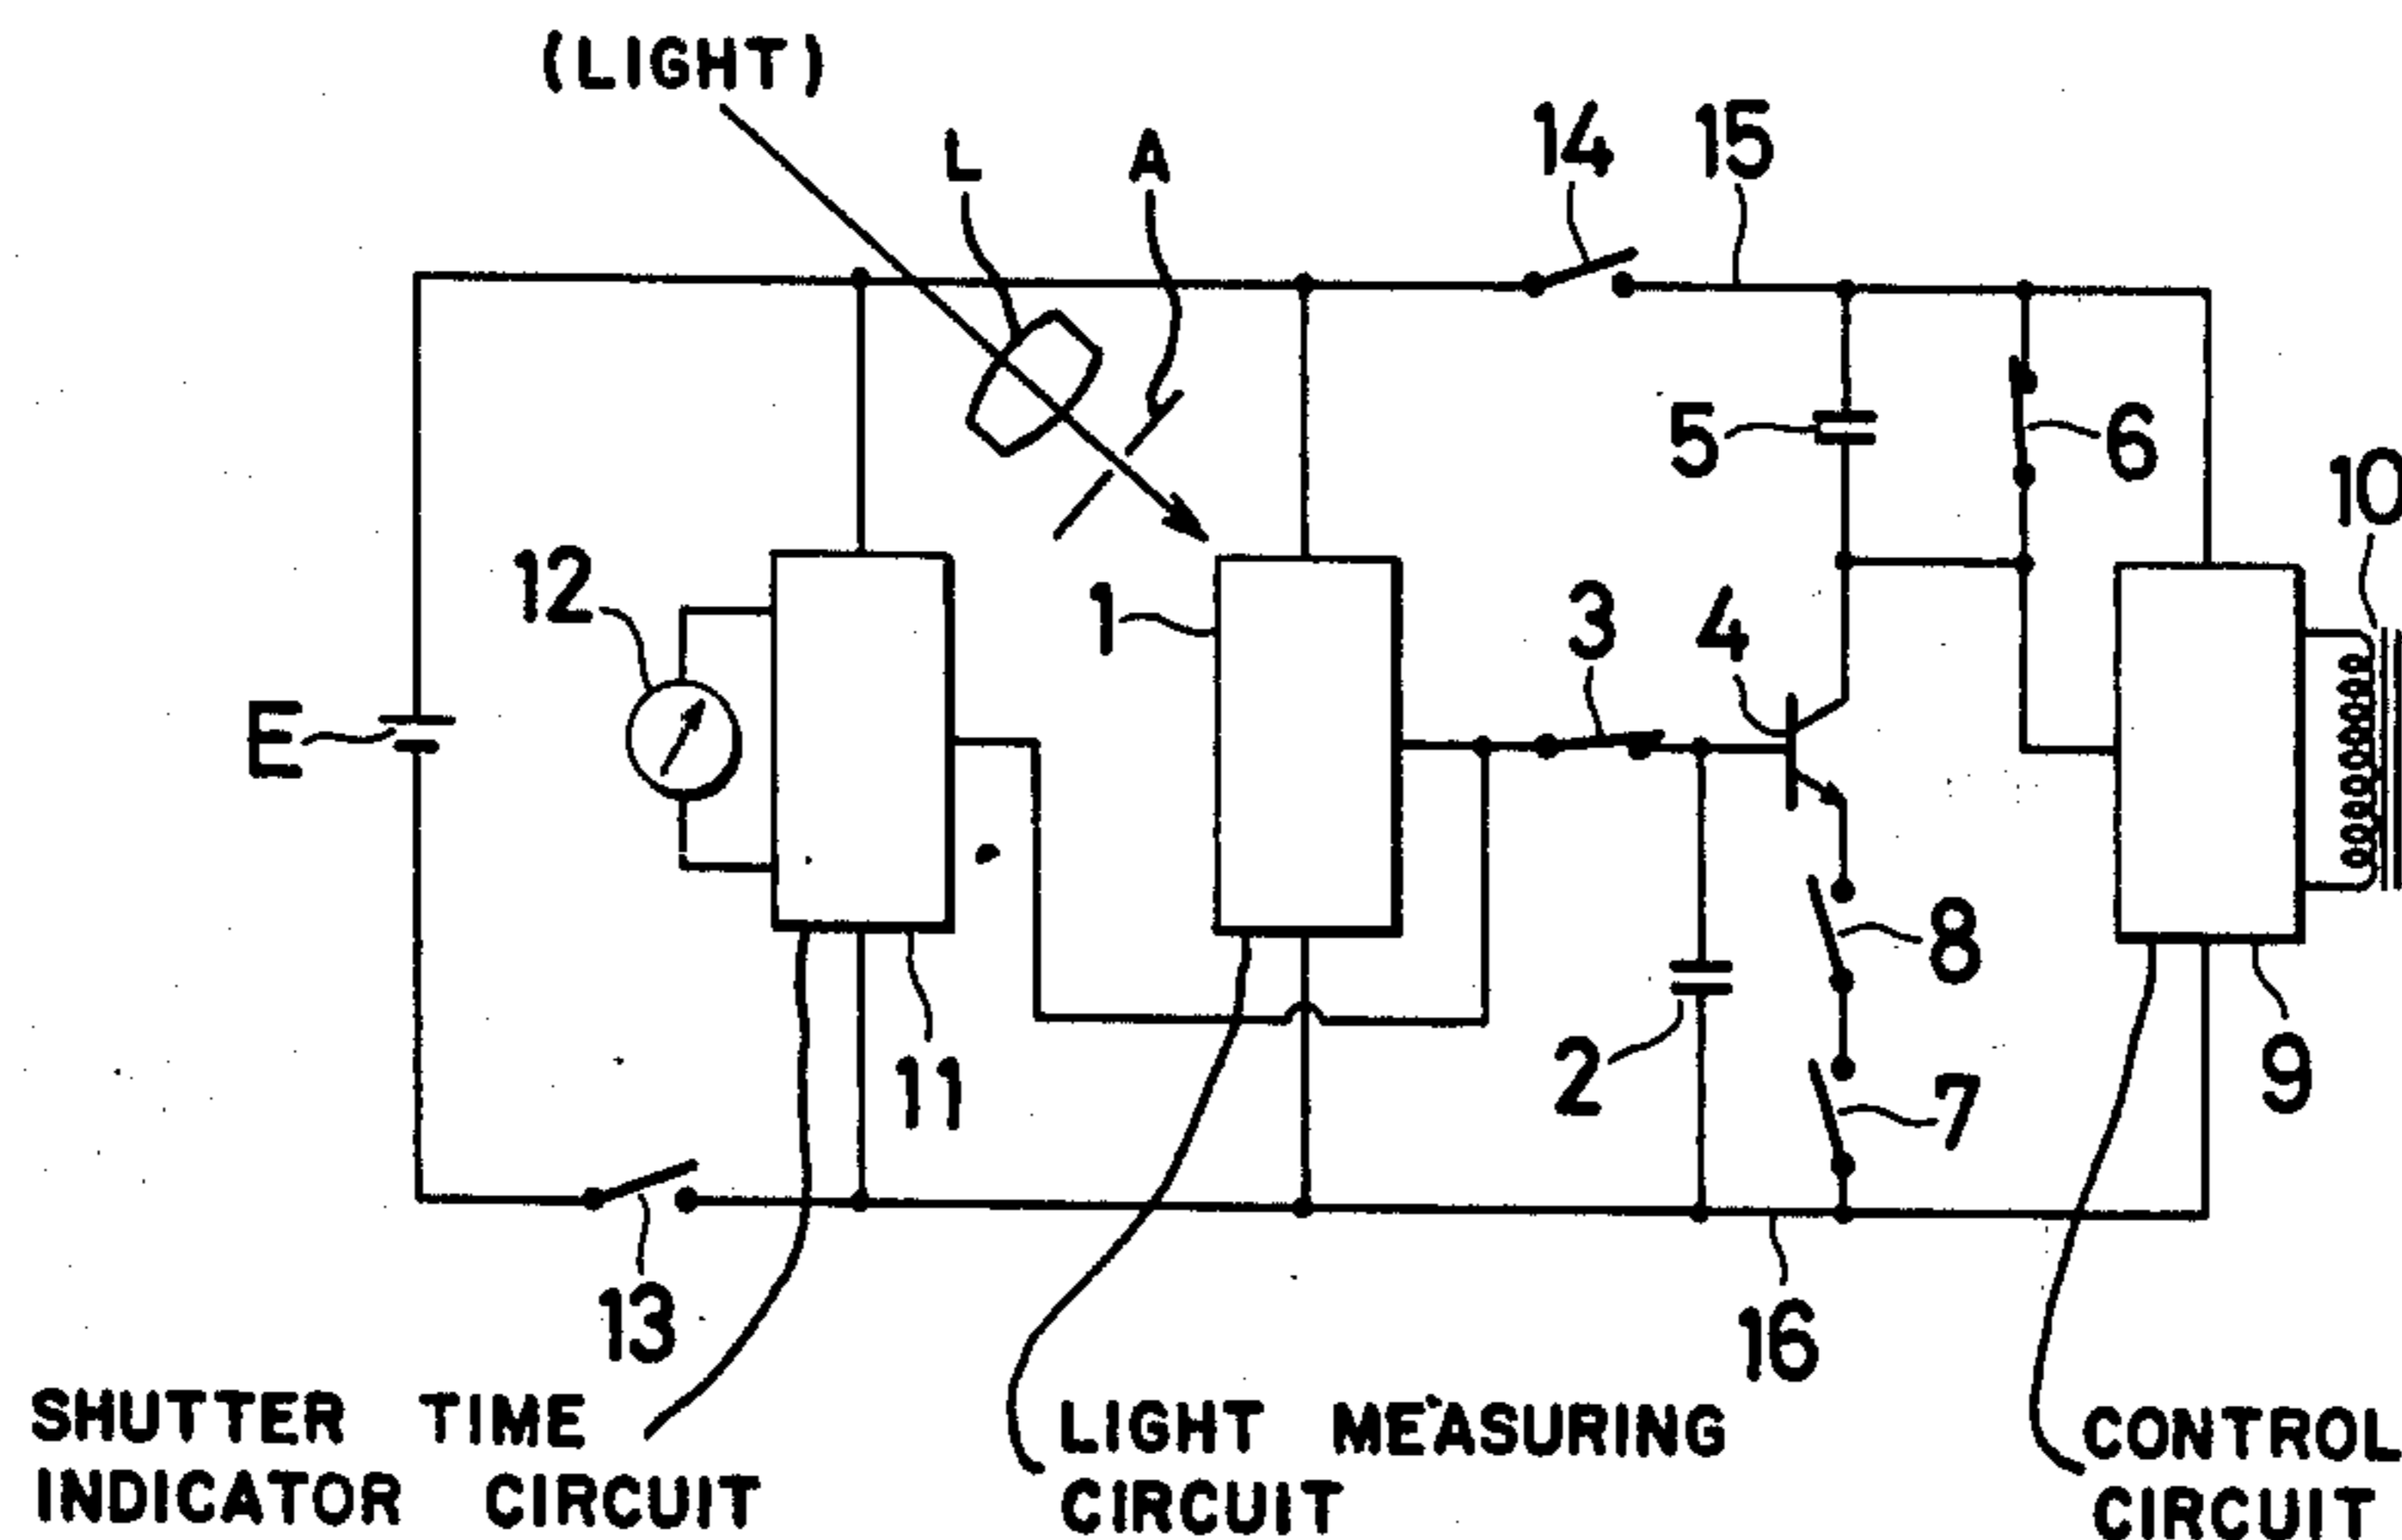 (LIGHT)
L
A
14
15
5
6
10
12
1
3
4
E
8
2
7
9
11
13
16
SHUTTER TIME
INDICATOR CIRCUIT
LIGHT MEASURING
CIRCUIT
CONTROL
CIRCUIT